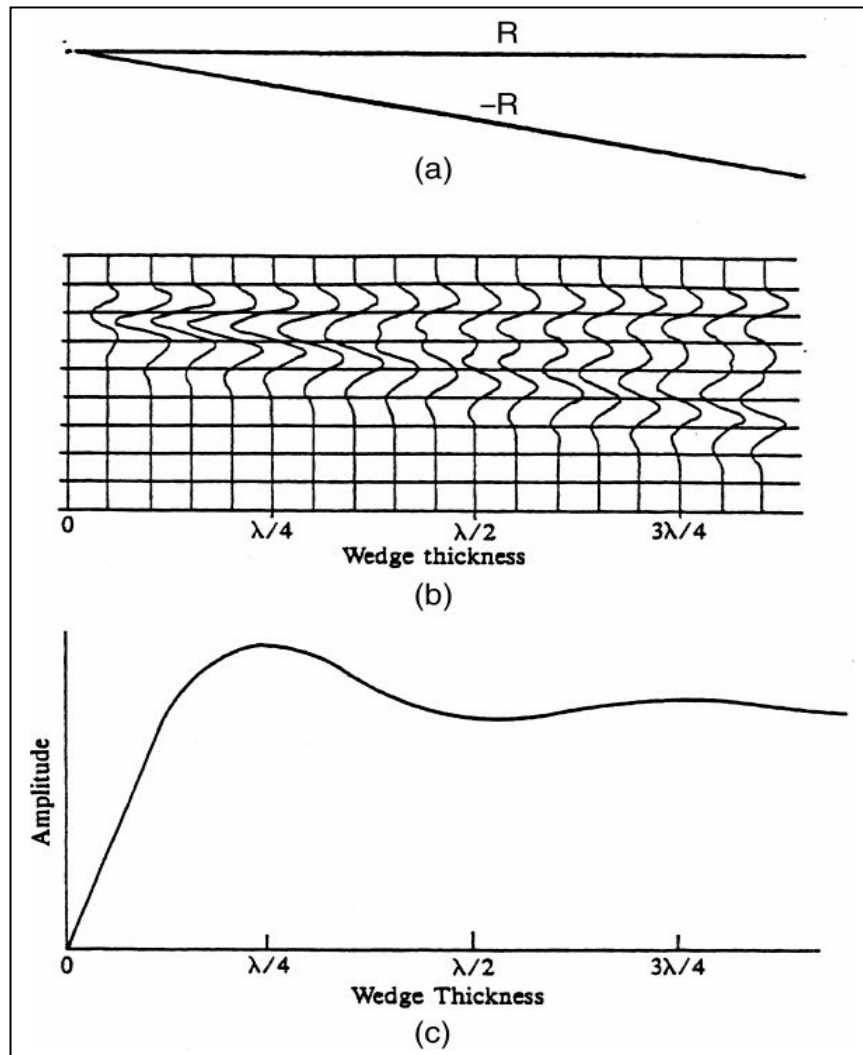 R
–R
(a)
0 λ/4 λ/2 3λ/4
Wedge thickness
(b)
Amplitude
0 λ/4 λ/2 3λ/4
Wedge Thickness
(c)